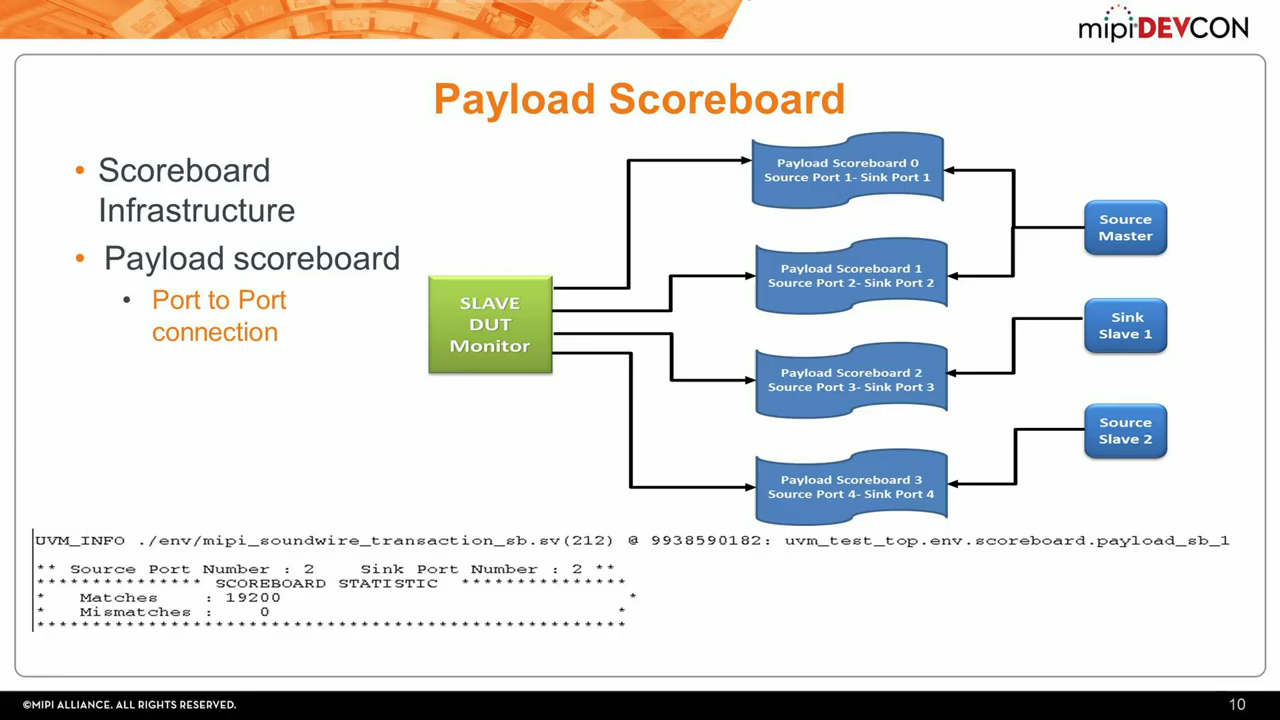 mipi DEVCON
Payload Scoreboard
• Scoreboard
Infrastructure
• Payload scoreboard
• Port to Port
connection
SLAVE
DUT
Monitor
Payload Scoreboard 0
Source Port 1- Sink Port 1
Payload Scoreboard 1
Source Port 2- Sink Port 2
Payload Scoreboard 2
Source Port 3- Sink Port 3
Payload Scoreboard 3
Source Port 4- Sink Port 4
Source
Master
Sink
Slave 1
Source
Slave 2
UVM_INFO ./env/mipi_soundwire_transaction_sb.sv(212) @ 9938590182: uvm_test_top.env.scoreboard.payload_sb_1
** Source Port Number : 2 Sink Port Number : 2 **
*************** SCOREBOARD STATISTIC ***************
* Matches : 19200 *
* Mismatches : 0 *
******************************************************
©MIPI ALLIANCE. ALL RIGHTS RESERVED.
10